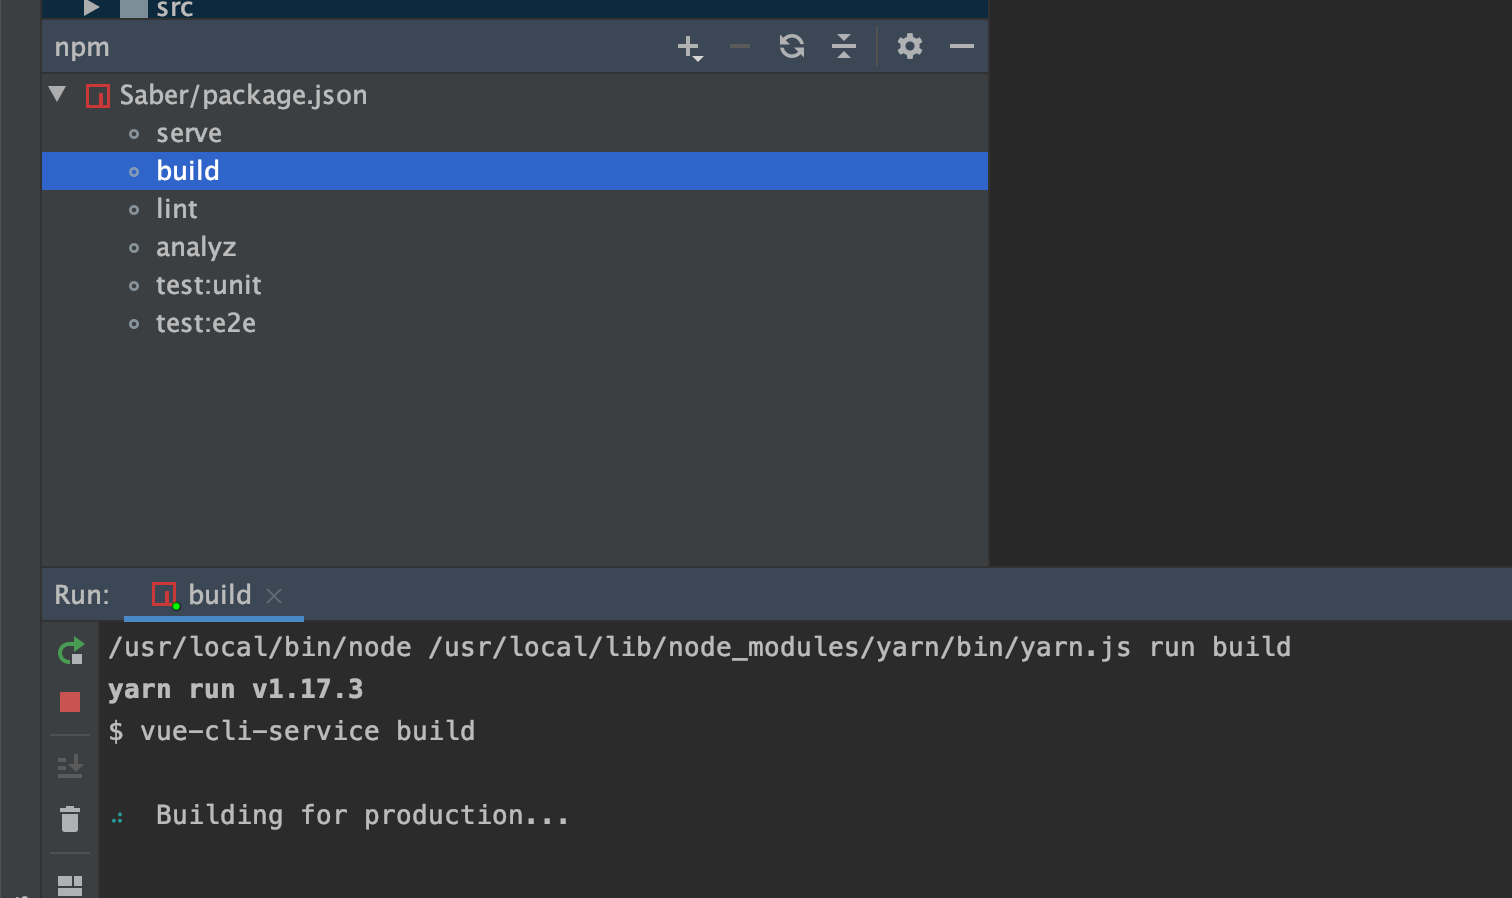 src
npm
Saber/package.json
serve
build
lint
analyz
test:unit
test:e2e
Run: build
/usr/local/bin/node /usr/local/lib/node_modules/yarn/bin/yarn.js run build
yarn run v1.17.3
$ vue-cli-service build
Building for production...